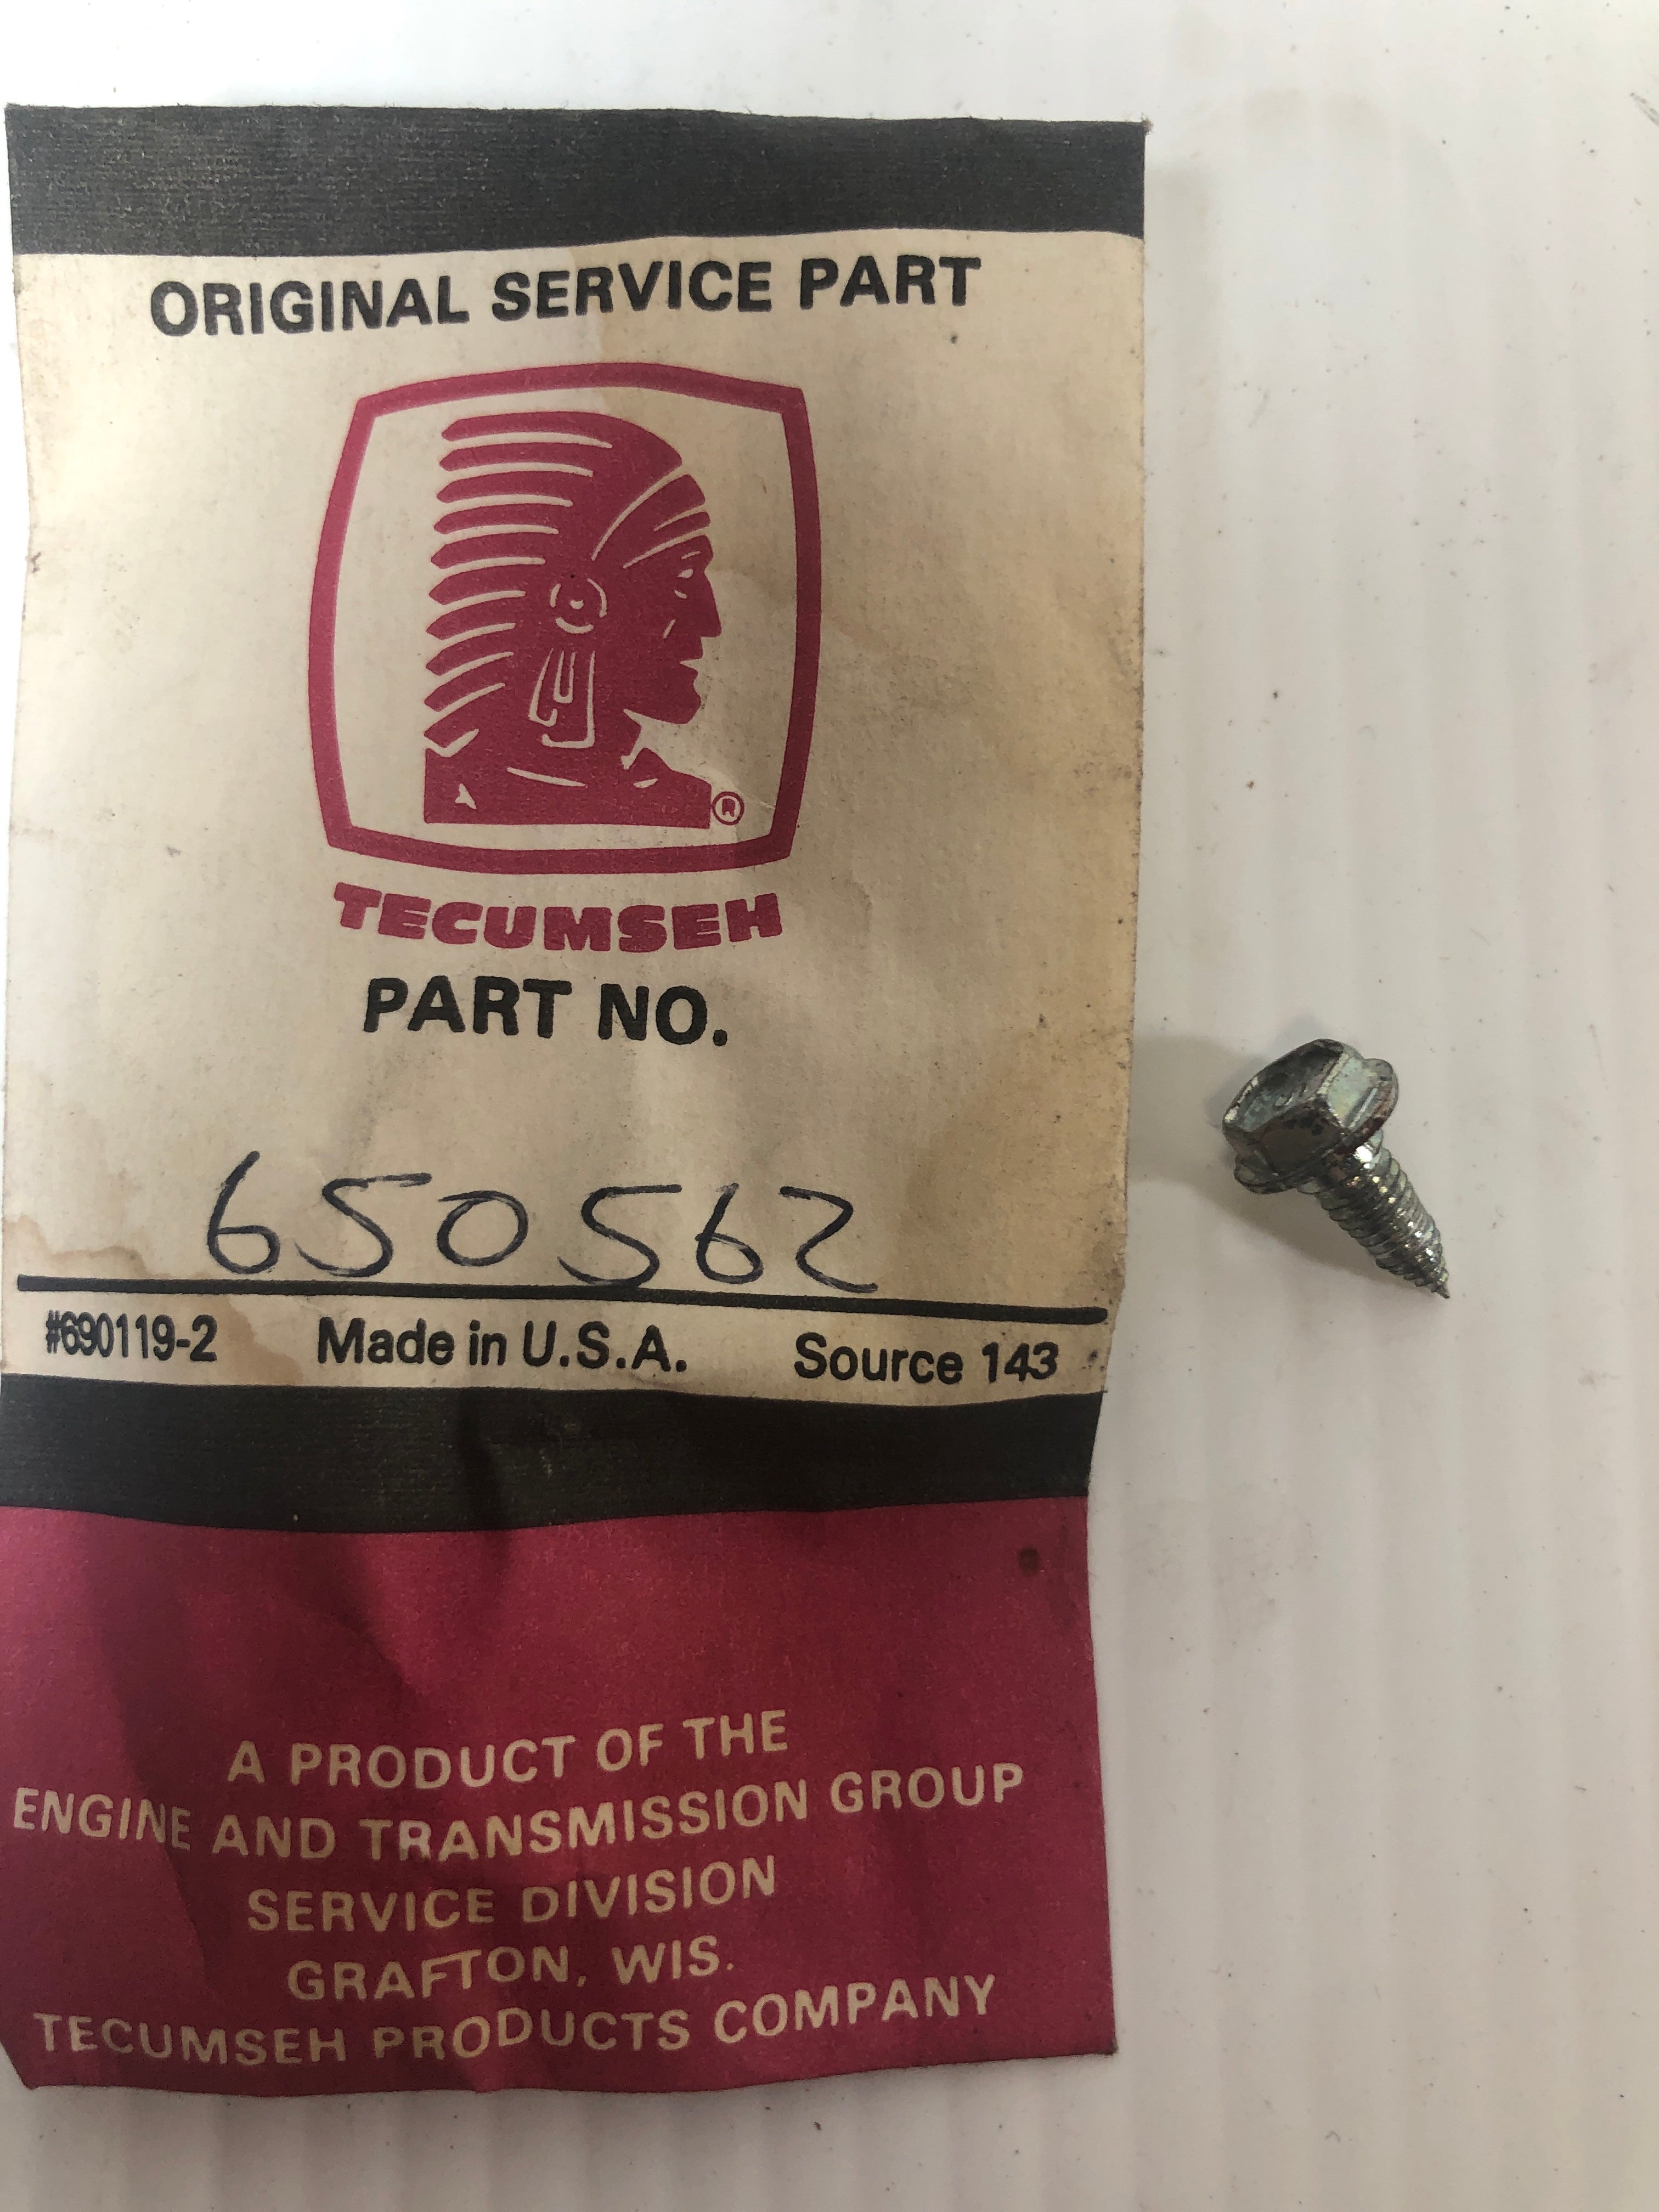 ORIGINAL SERVICE PART
®
TECUMSEH
PART NO.
650562
#690119-2 Made in U.S.A. Source 143
A PRODUCT OF THE
ENGINE AND TRANSMISSION GROUP
SERVICE DIVISION
GRAFTON, WIS.
TECUMSEH PRODUCTS COMPANY